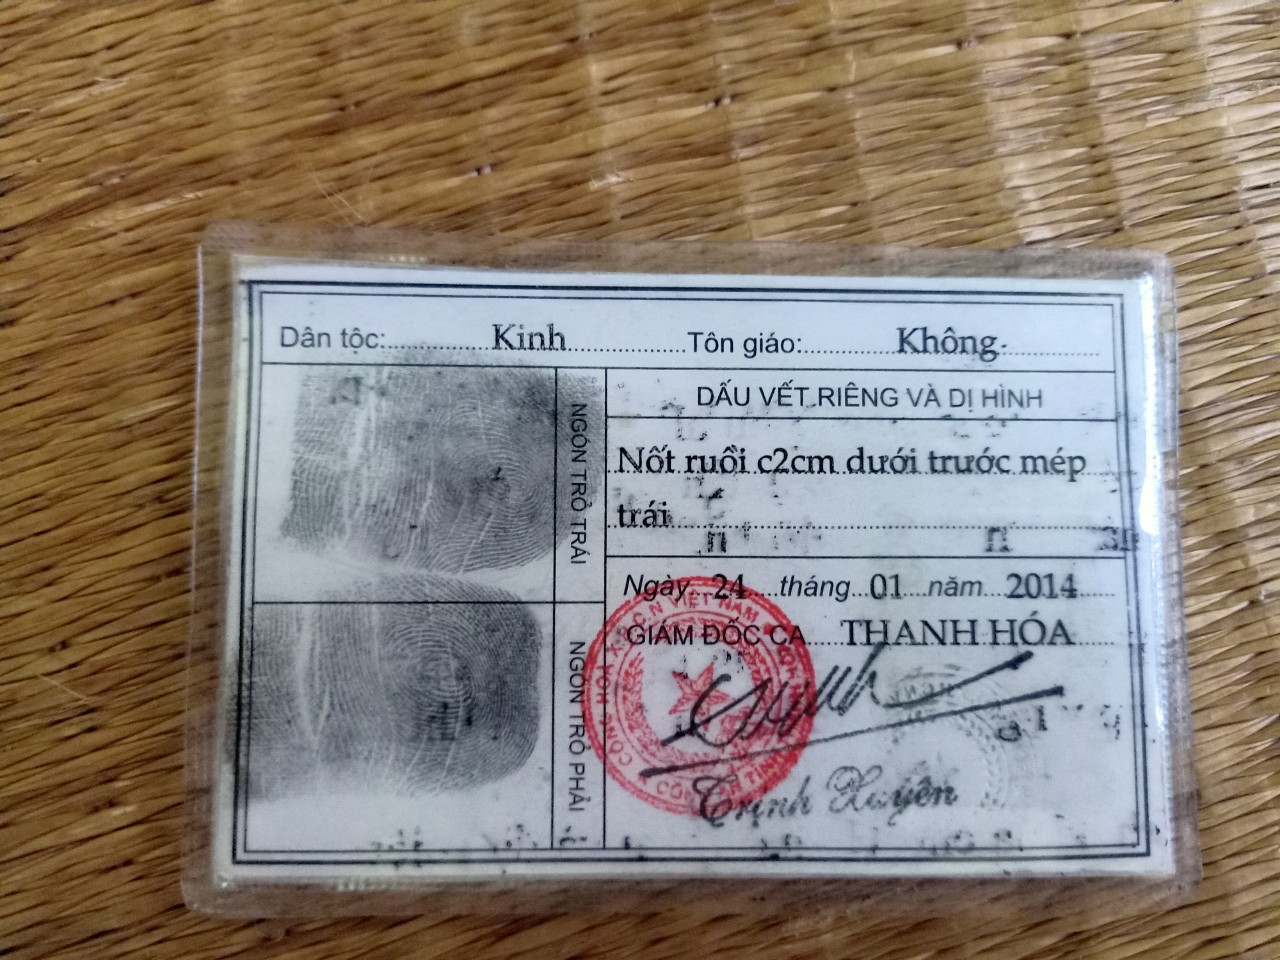 Dân tộc: Kinh Tôn giáo: Không
NGÓN TRỎ TRÁI
NGÓN TRỎ PHẢI
DẤU VẾT RIÊNG VÀ DỊ HÌNH
Nốt ruồi c2cm dưới trước mép
trái
Ngày 24 tháng 01 năm 2014
GIÁM ĐỐC CA THANH HÓA
Trịnh Xuyên